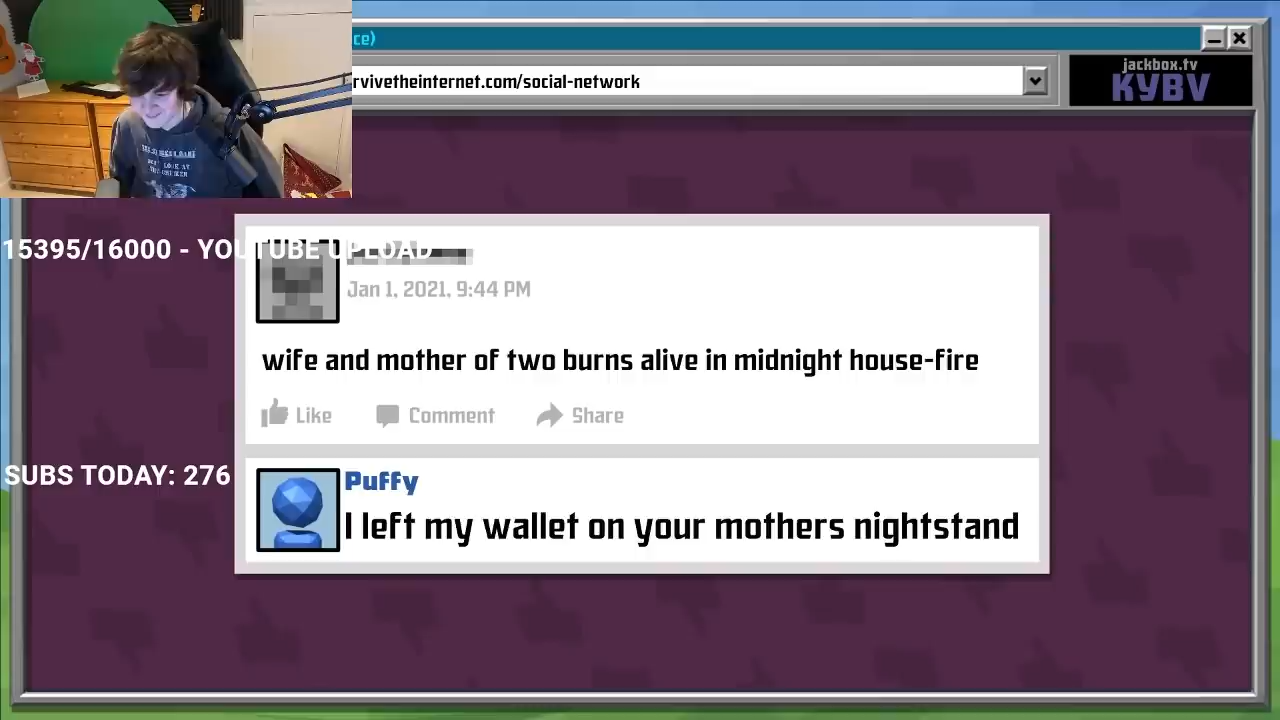 ce)
rvivetheinternet.com/social-network
jackbox.tv
KYBV
15395/16000 - YOUTUBE UPLOAD
Jan 1, 2021, 9:44 PM
wife and mother of two burns alive in midnight house-fire
Like
Comment
Share
SUBS TODAY: 276
Puffy
I left my wallet on your mothers nightstand